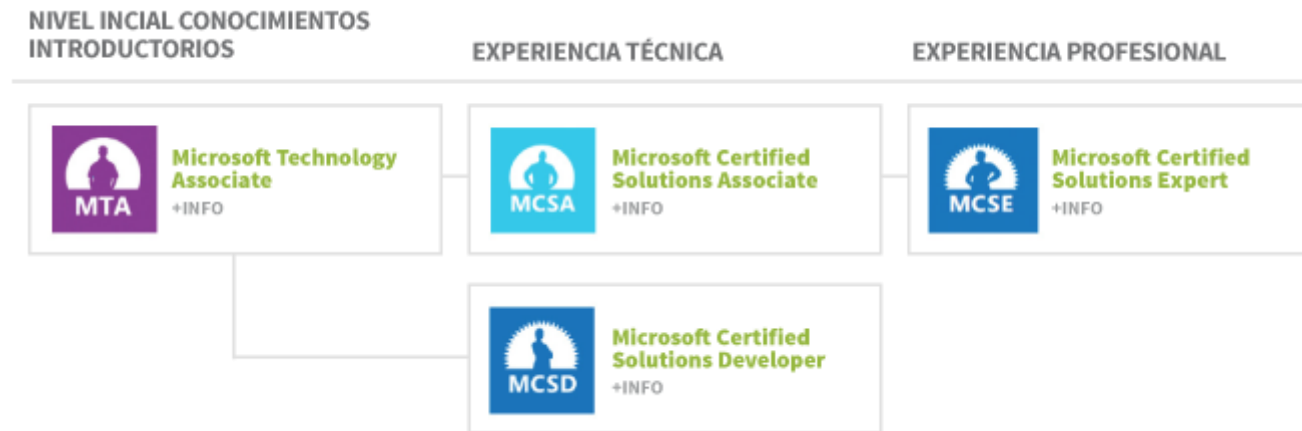 NIVEL INCIAL CONOCIMIENTOS
INTRODUCTORIOS
EXPERIENCIA TÉCNICA
EXPERIENCIA PROFESIONAL
MTA
Microsoft Technology
Associate
+INFO
MCSA
Microsoft Certified
Solutions Associate
+INFO
MCSE
Microsoft Certified
Solutions Expert
+INFO
MCSD
Microsoft Certified
Solutions Developer
+INFO